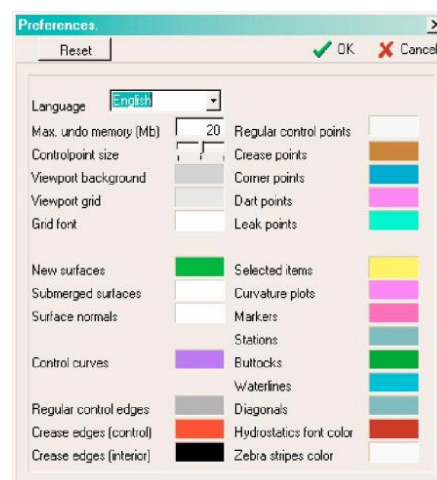 Preferences.
Reset
OK
Cancel
Language English
Max. undo memory (Mb) 20 Regular control points
Controlpoint size Crease points
Viewport background Corner points
Viewport grid Dart points
Grid font Leak points
New surfaces Selected items
Submerged surfaces Curvature plots
Surface normals Markers
Stations
Control curves Buttocks
Waterlines
Regular control edges Diagonals
Crease edges (control) Hydrostatics font color
Crease edges (interior) Zebra stripes color